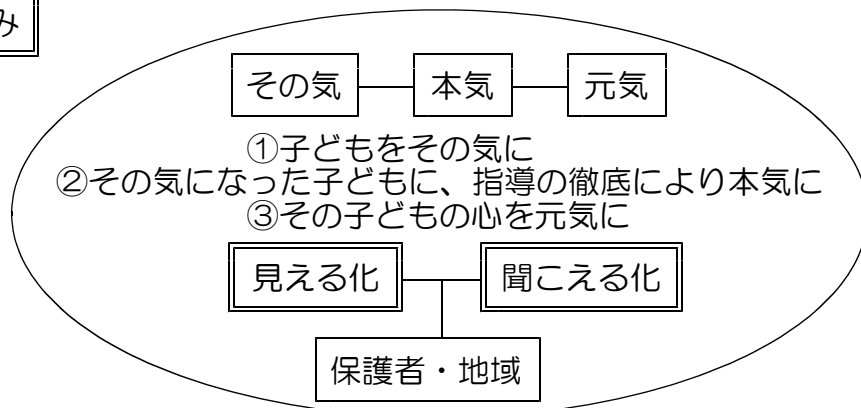 み
その気 本気 元気
①子どもをその気に
②その気になった子どもに、指導の徹底により本気に
③その子どもの心を元気に
見える化 聞こえる化
保護者・地域